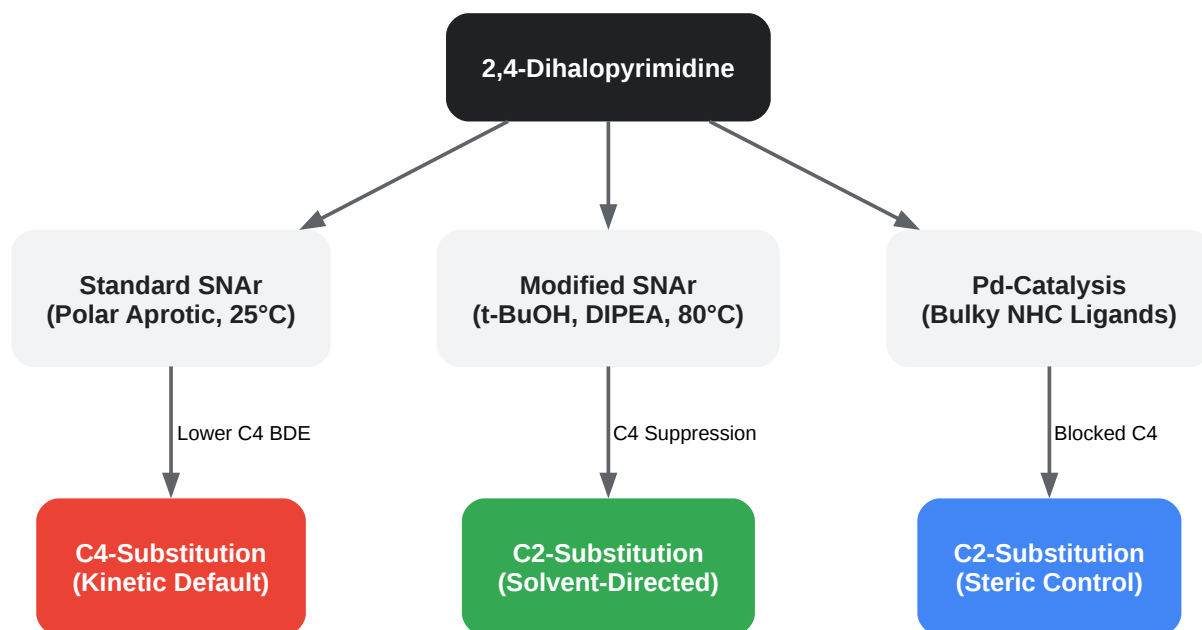 2,4-Dihalopyrimidine
Standard SNAr
(Polar Aprotic, 25°C)
Modified SNAr
(t-BuOH, DIPEA, 80°C)
Pd-Catalysis
(Bulky NHC Ligands)
Lower C4 BDE
C4 Suppression
Blocked C4
C4-Substitution
(Kinetic Default)
C2-Substitution
(Solvent-Directed)
C2-Substitution
(Steric Control)